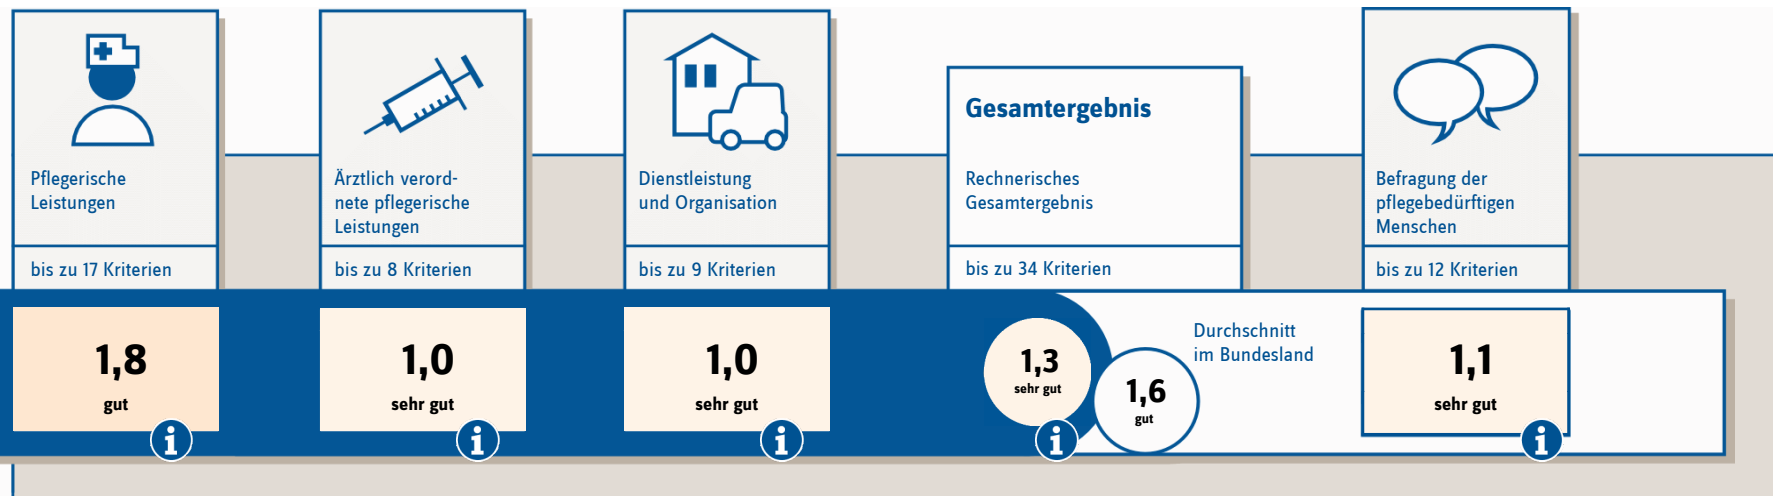 Pflegerische
Leistungen
bis zu 17 Kriterien
1,8
gut
i
Ärztlich verord-
nete pflegerische
Leistungen
bis zu 8 Kriterien
1,0
sehr gut
i
Dienstleistung
und Organisation
bis zu 9 Kriterien
1,0
sehr gut
i
Gesamtergebnis
Rechnerisches
Gesamtergebnis
bis zu 34 Kriterien
1,3
sehr gut
i
1,6
gut
Durchschnitt
im Bundesland
Befragung der
pflegebedürftigen
Menschen
bis zu 12 Kriterien
1,1
sehr gut
i